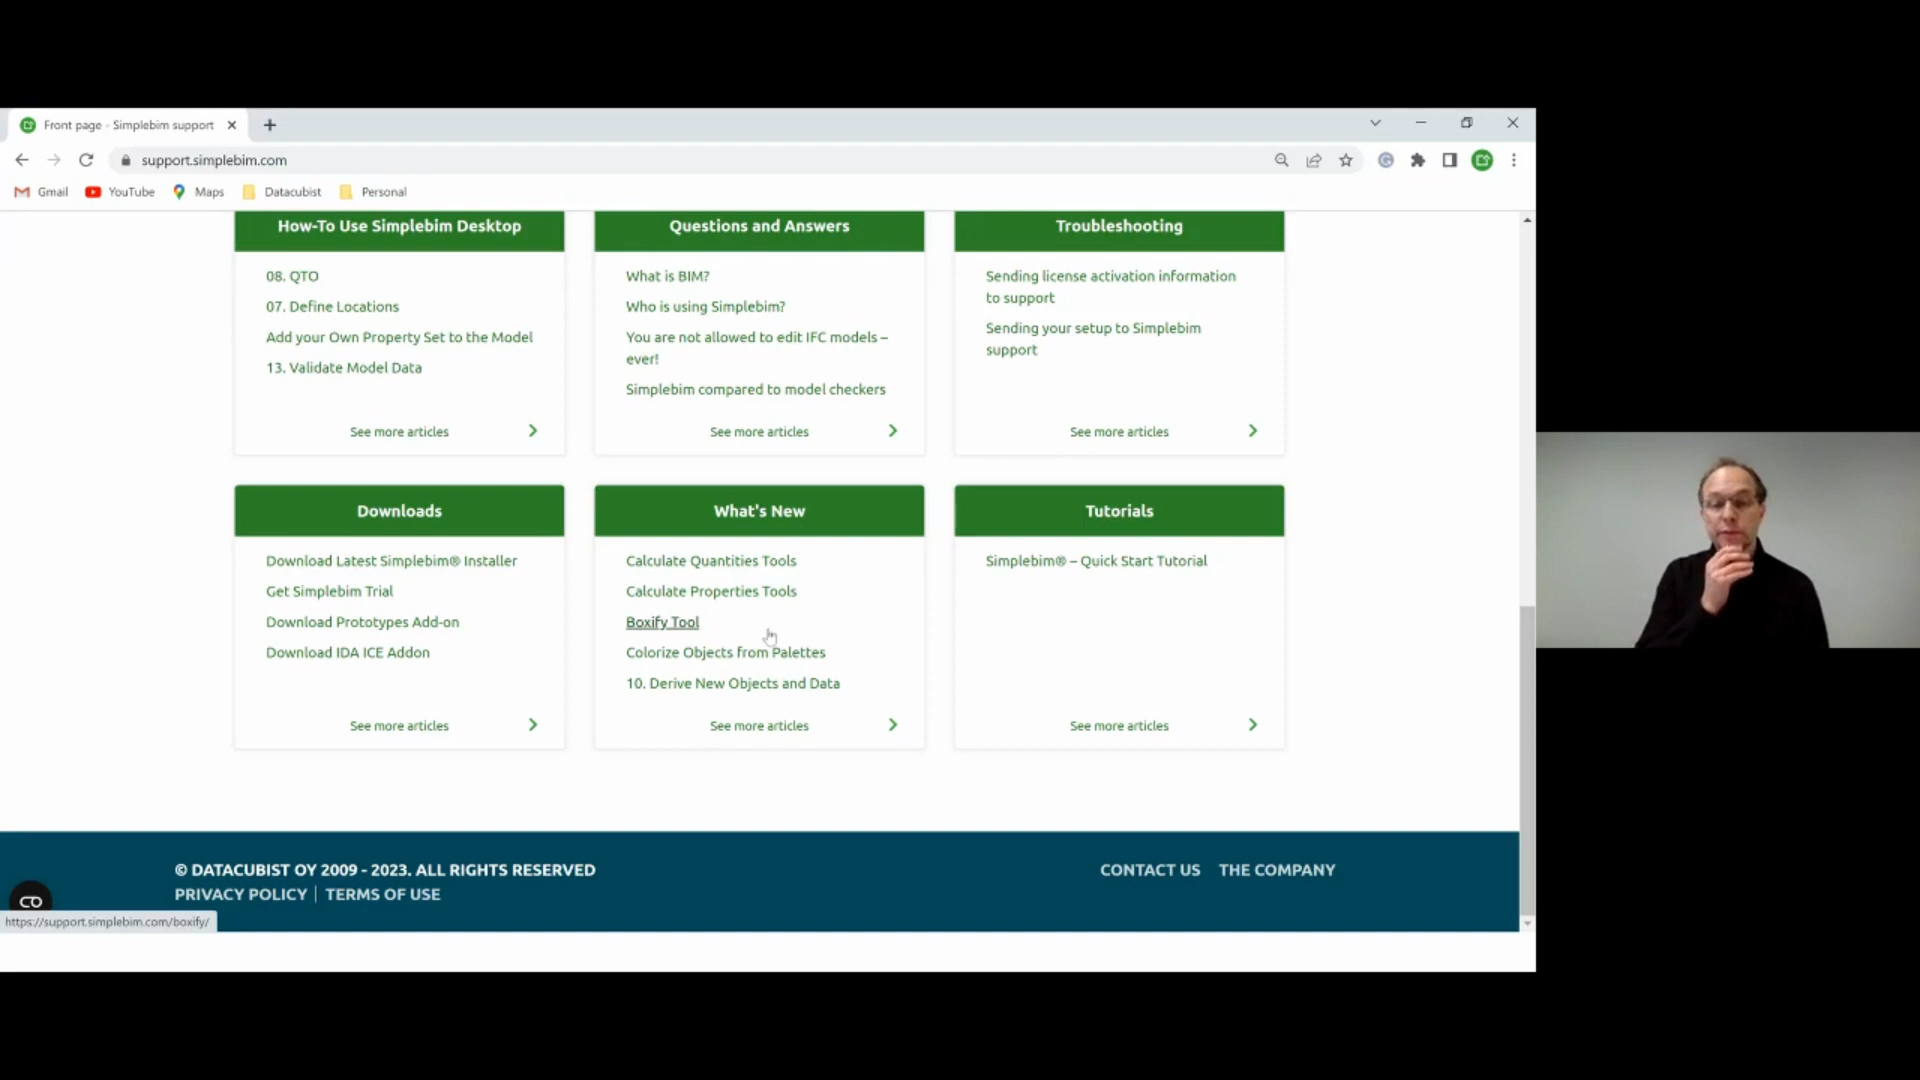 Front page - Simplebim support
support.simplebim.com
Gmail
YouTube
Maps
Datacubist
Personal
How-To Use Simplebim Desktop
08. QTO
07. Define Locations
Add your Own Property Set to the Model
13. Validate Model Data
See more articles
Questions and Answers
What is BIM?
Who is using Simplebim?
You are not allowed to edit IFC models –
ever!
Simplebim compared to model checkers
See more articles
Troubleshooting
Sending license activation information
to support
Sending your setup to Simplebim
support
See more articles
Downloads
Download Latest Simplebim® Installer
Get Simplebim Trial
Download Prototypes Add-on
Download IDA ICE Addon
See more articles
What's New
Calculate Quantities Tools
Calculate Properties Tools
Boxify Tool
Colorize Objects from Palettes
10. Derive New Objects and Data
See more articles
Tutorials
Simplebim® – Quick Start Tutorial
See more articles
© DATACUBIST OY 2009 - 2023. ALL RIGHTS RESERVED
PRIVACY POLICY | TERMS OF USE
CONTACT US
THE COMPANY
https://support.simplebim.com/boxify/